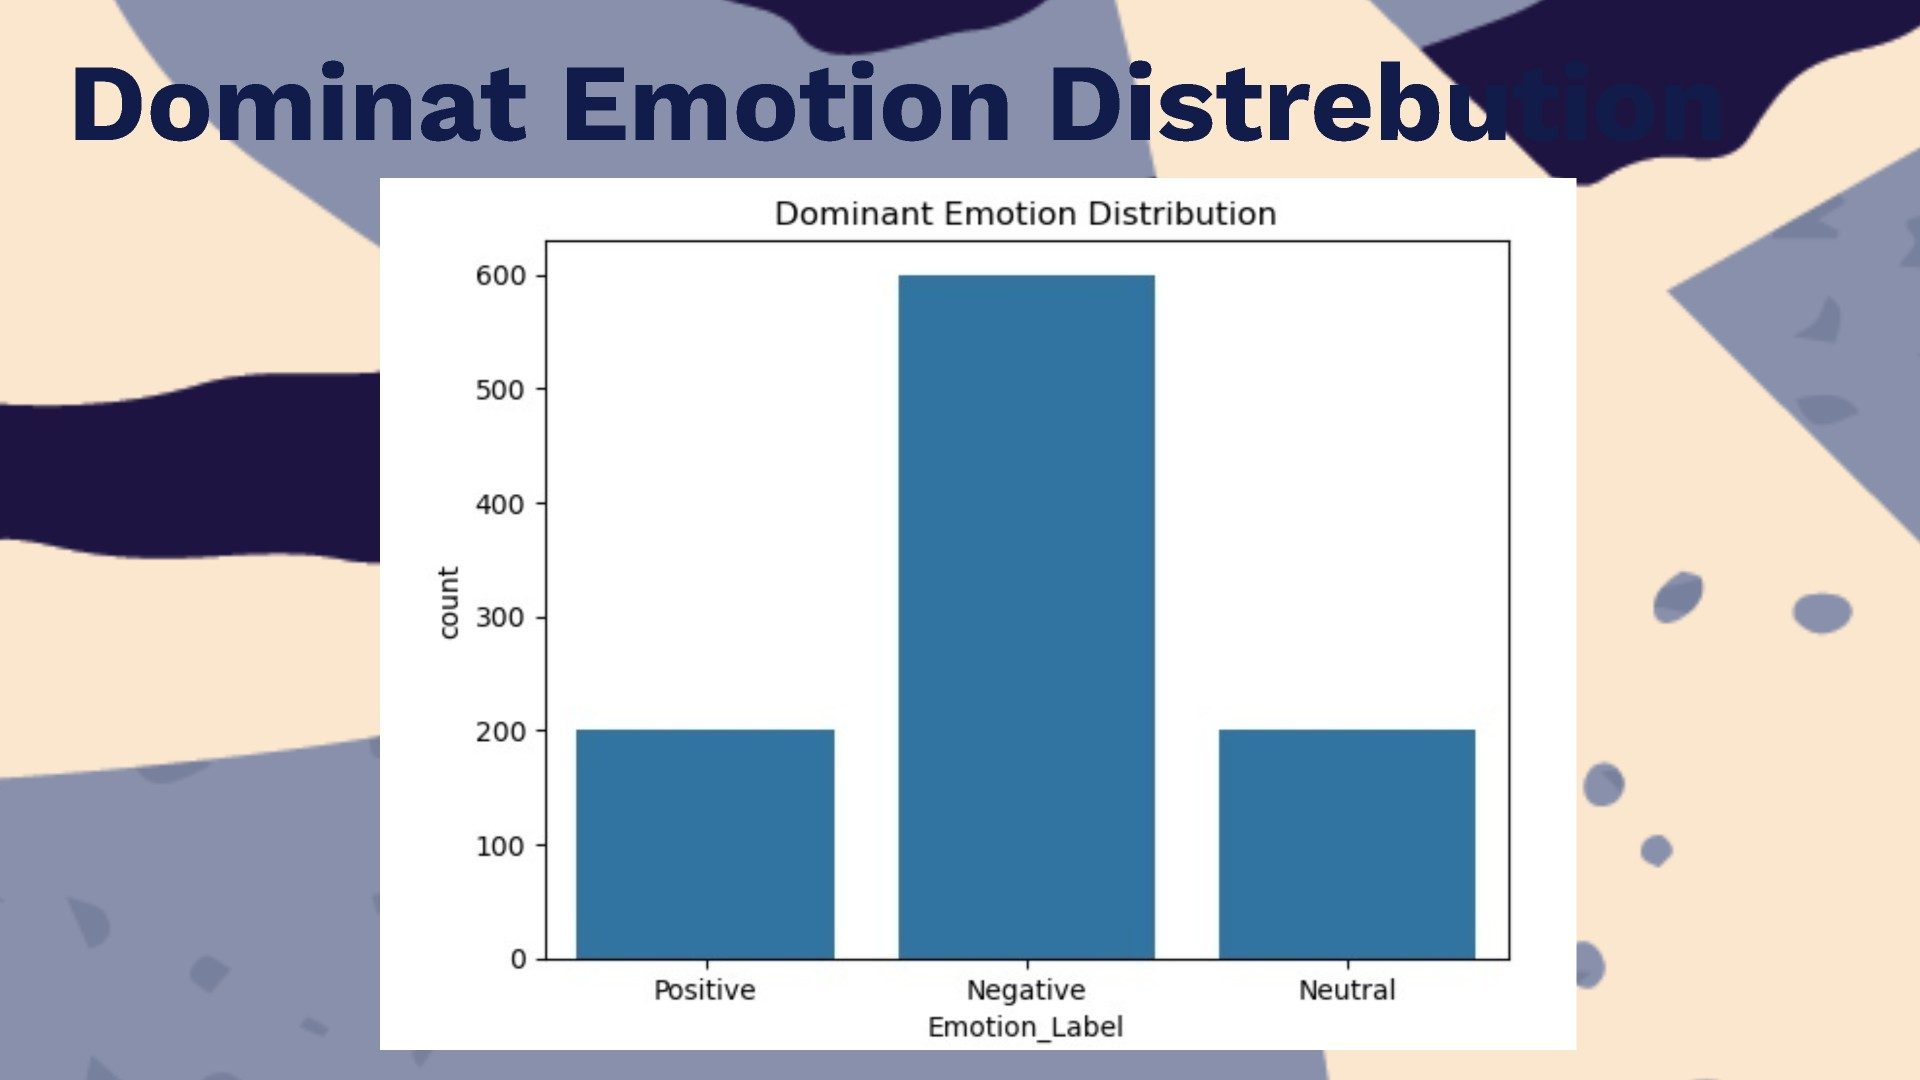 Dominat Emotion Distrebution
Dominant Emotion Distribution
600
500
400
300
200
100
0
count
Positive Negative Neutral
Emotion_Label